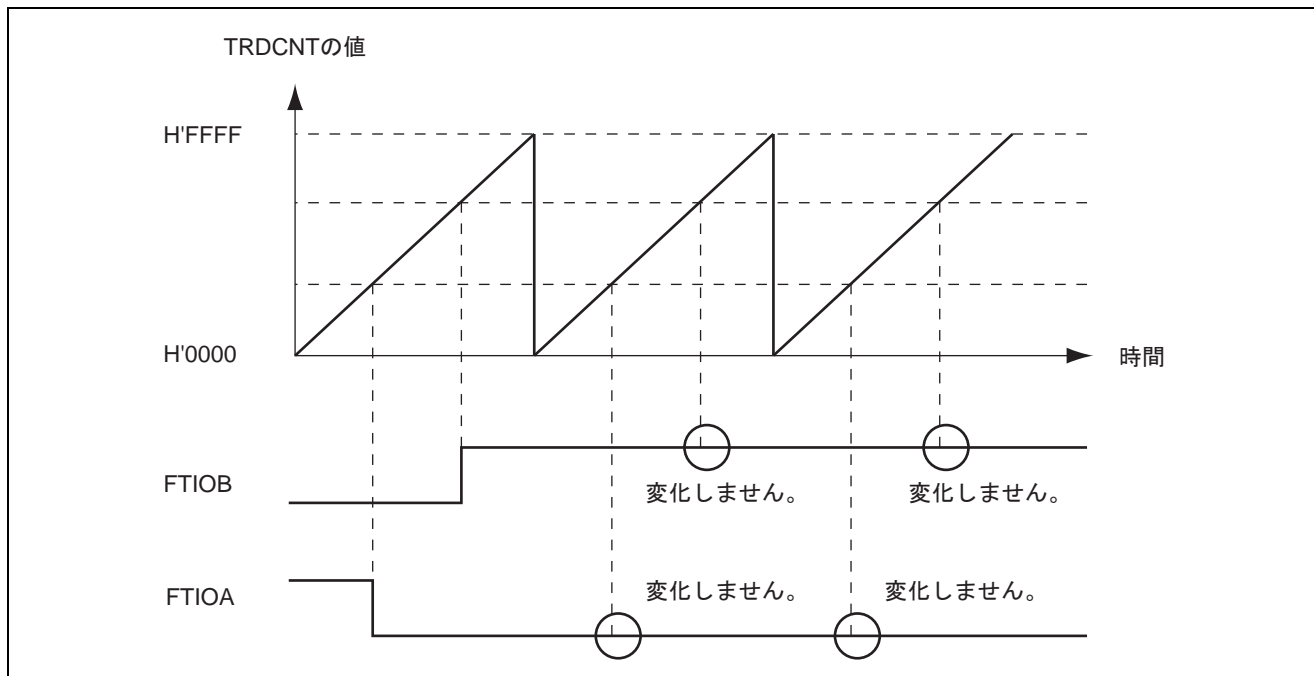 TRDCNTの値
H'FFFF
H'0000
時間
FTIOB
変化しません。 変化しません。
FTIOA
変化しません。 変化しません。